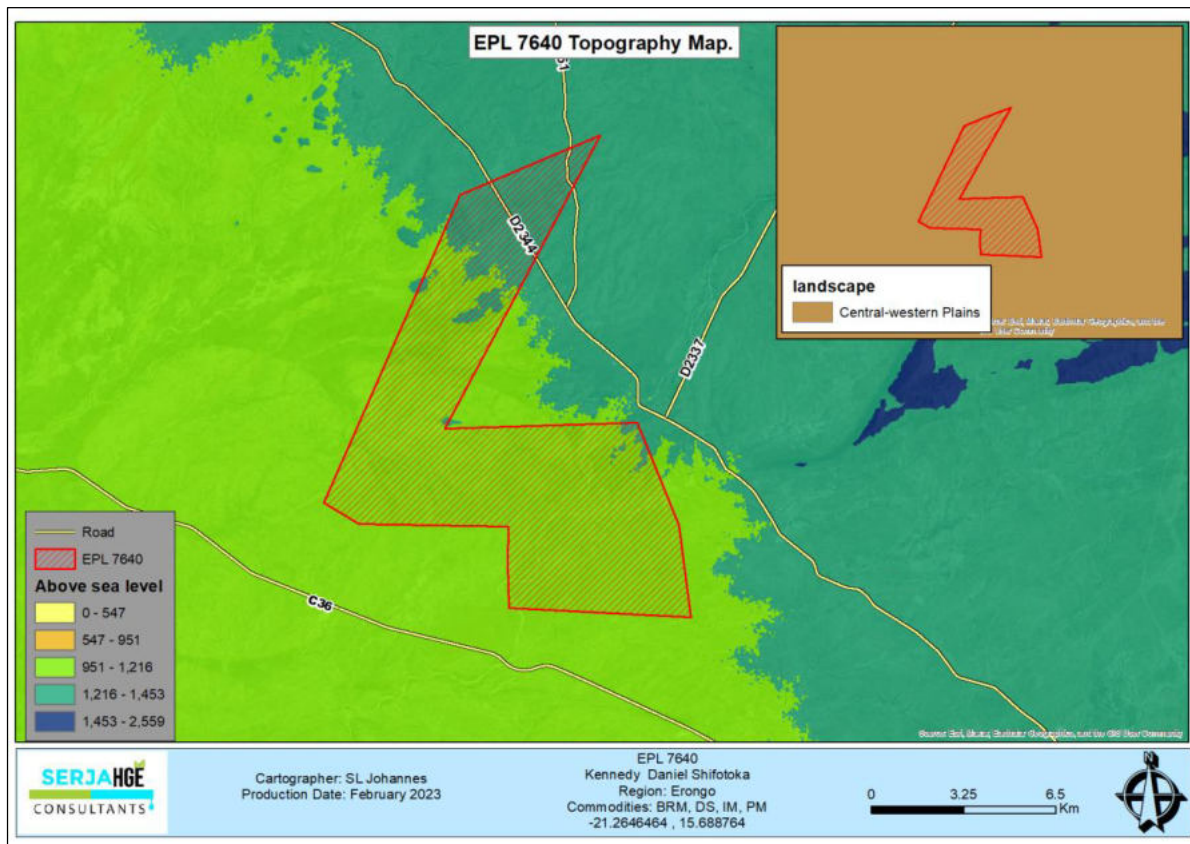 EPL 7640 Topography Map.
D2344
D2337
C36
landscape
Central-western Plains
Road
EPL 7640
Above sea level
0 - 547
547 - 951
951 - 1,216
1,216 - 1,453
1,453 - 2,559
SERJAHGE
CONSULTANTS
Cartographer: SL Johannes
Production Date: February 2023
EPL 7640
Kennedy Daniel Shifotoka
Region: Erongo
Commodities: BRM, DS, IM, PM
-21.2646464 , 15.688764
0 3.25 6.5
Km
N